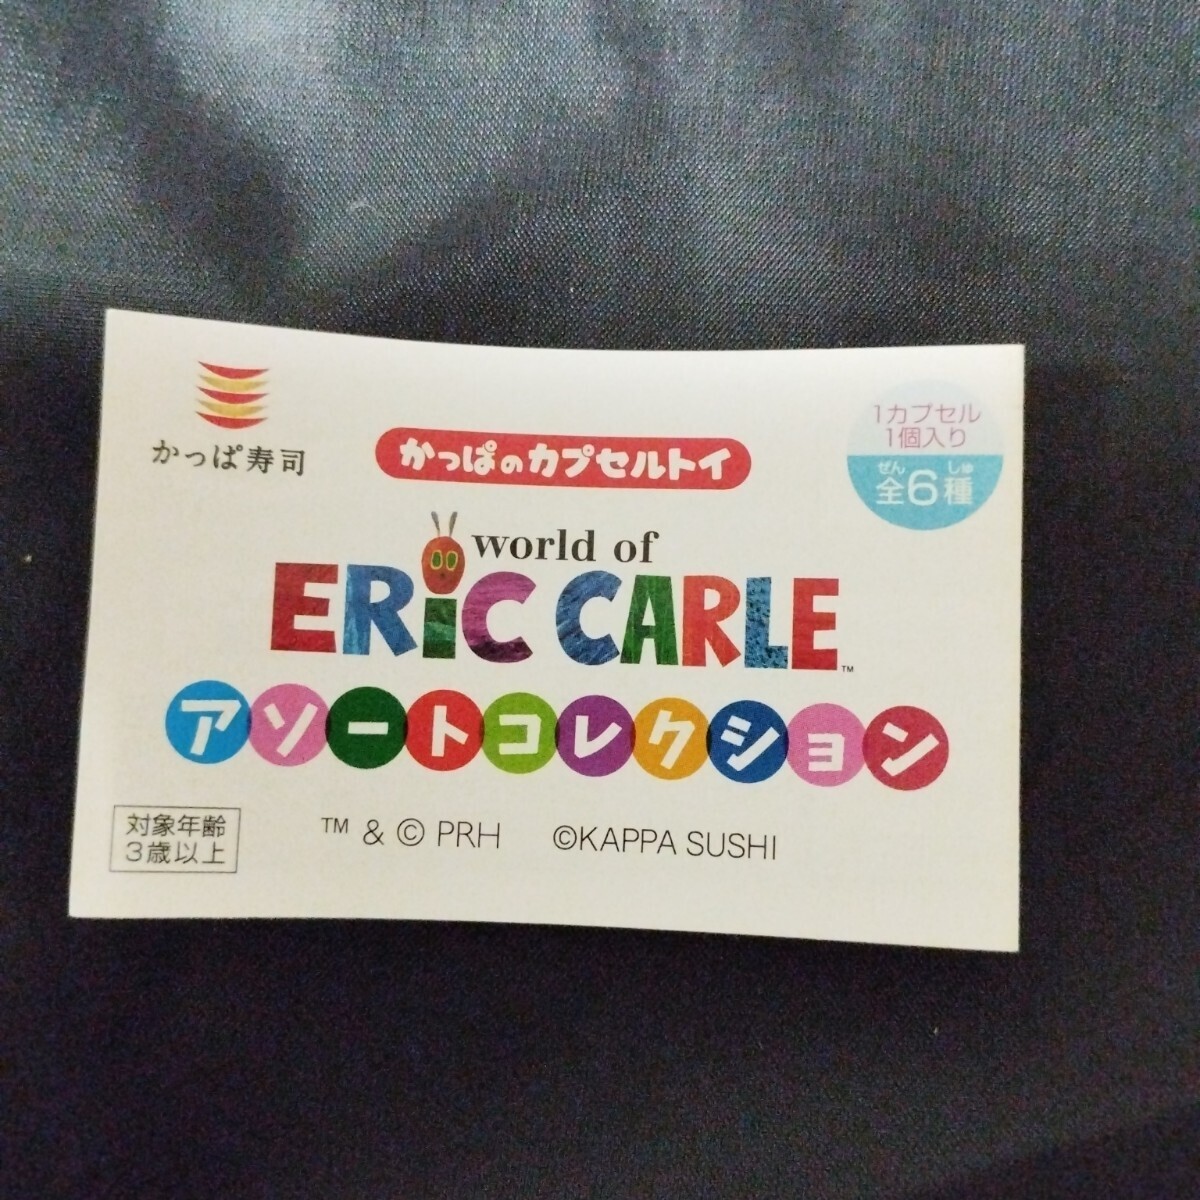 かっぱ寿司
かっぱのカプセルトイ
1カプセル
1個入り
ぜん しゅ
全6種
world of
ERiC CARLE™
アソートコレクション
対象年齢
3歳以上
™ & © PRH ©KAPPA SUSHI